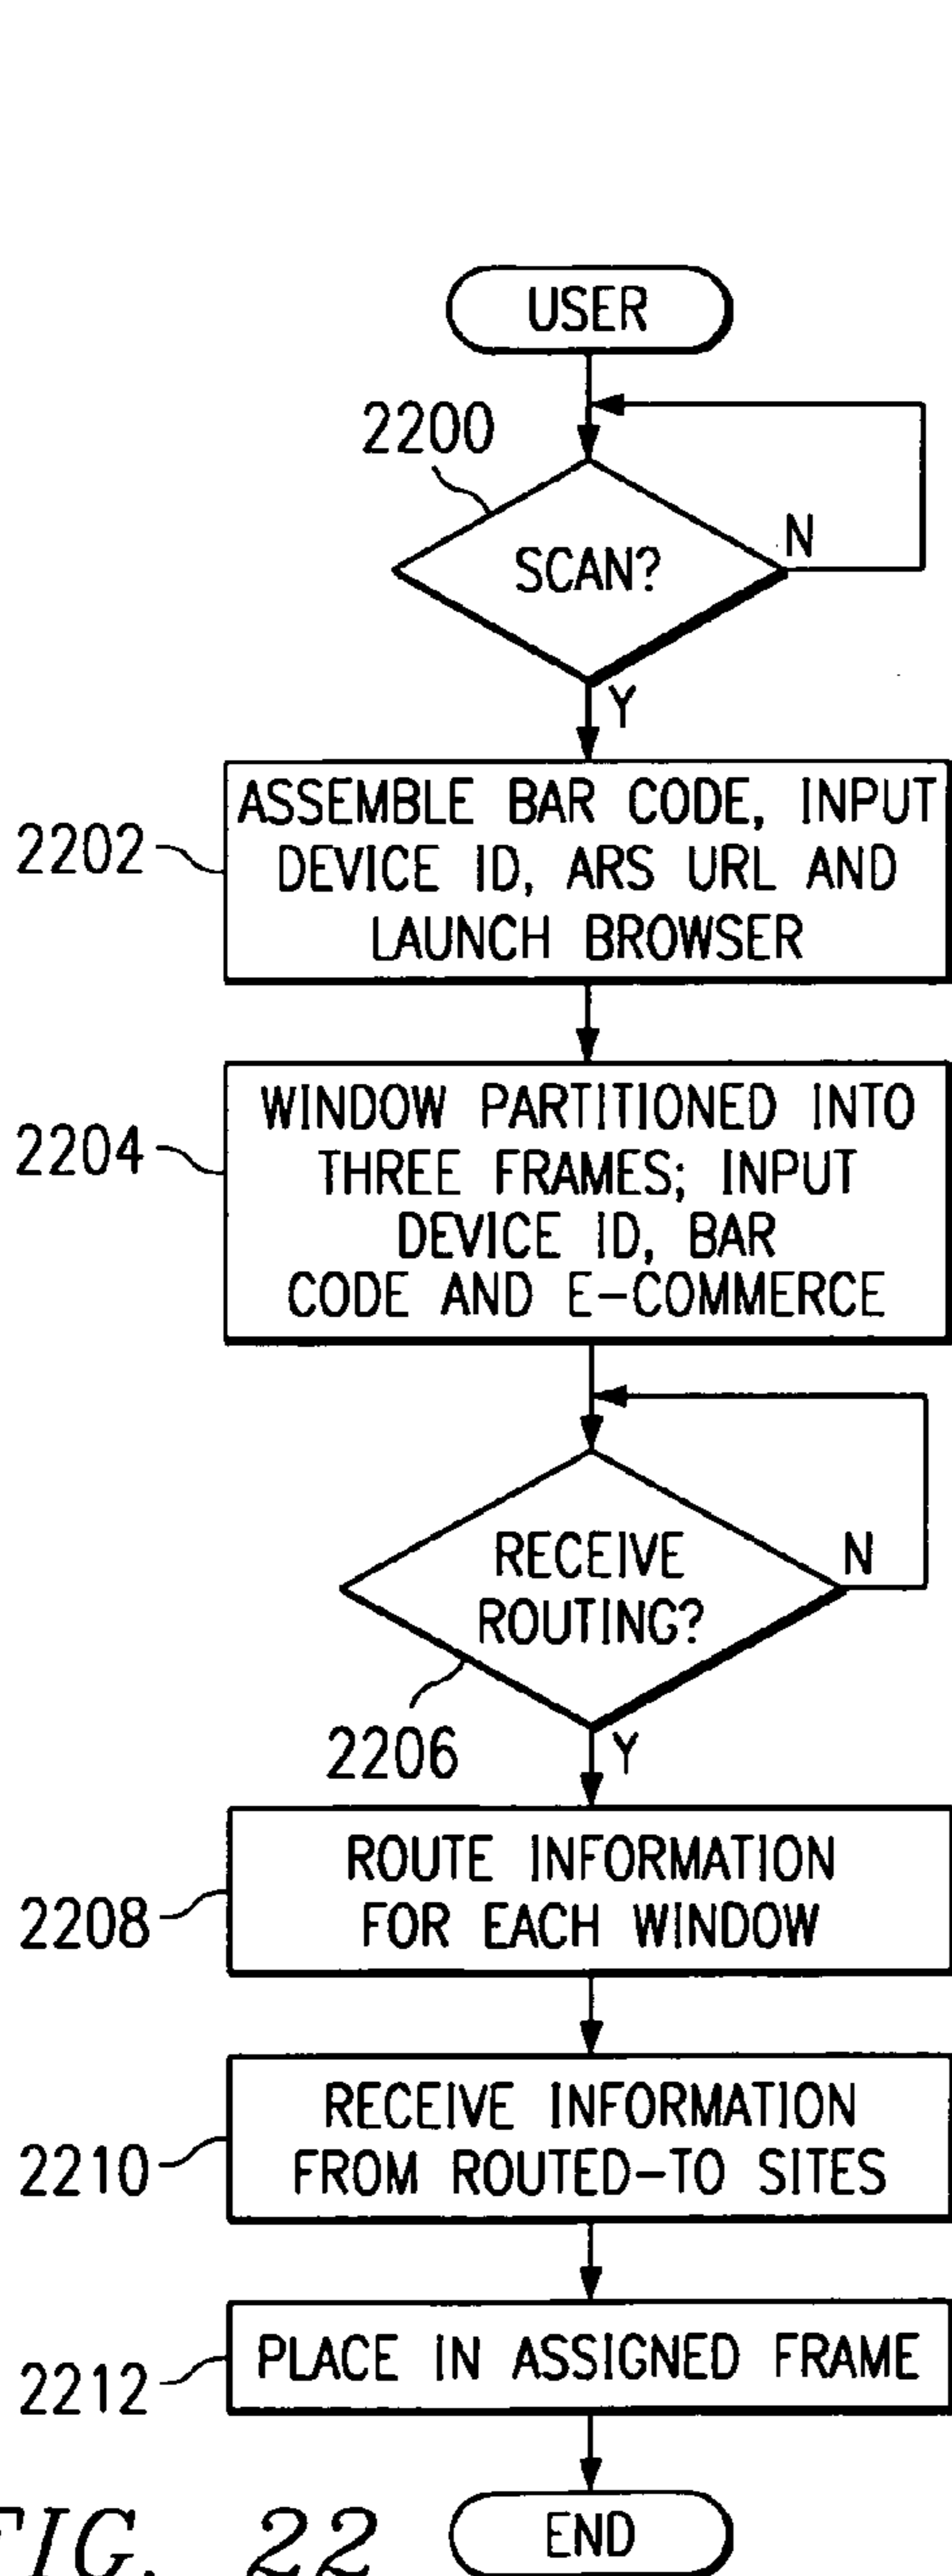 USER
2200
SCAN?
N
Y
2202
ASSEMBLE BAR CODE, INPUT
DEVICE ID, ARS URL AND
LAUNCH BROWSER
2204
WINDOW PARTITIONED INTO
THREE FRAMES; INPUT
DEVICE ID, BAR
CODE AND E-COMMERCE
RECEIVE
ROUTING?
N
2206
Y
2208
ROUTE INFORMATION
FOR EACH WINDOW
2210
RECEIVE INFORMATION
FROM ROUTED-TO SITES
2212
PLACE IN ASSIGNED FRAME
FIG. 22
END